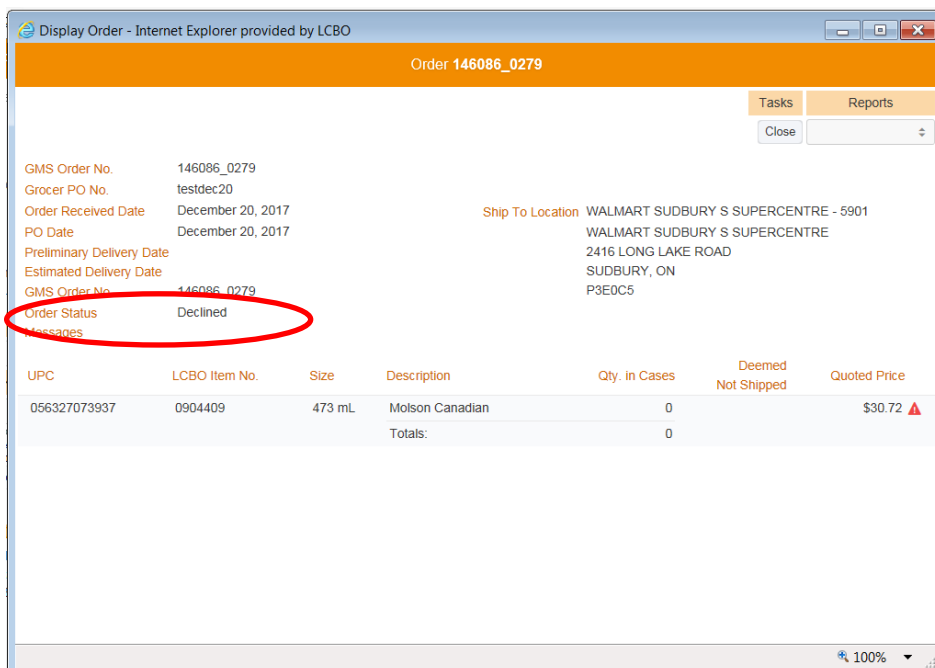 Display Order - Internet Explorer provided by LCBO
Order 146086_0279
Tasks Reports
Close
GMS Order No. 146086_0279
Grocer PO No. testdec20
Order Received Date December 20, 2017
Ship To Location WALMART SUDBURY S SUPERCENTRE - 5901
PO Date December 20, 2017
WALMART SUDBURY S SUPERCENTRE
Preliminary Delivery Date
2416 LONG LAKE ROAD
Estimated Delivery Date
SUDBURY, ON
GMS Order No. 146086_0279
P3E0C5
Order Status Declined
Messages
UPC LCBO Item No. Size Description Qty. in Cases Deemed Not Shipped Quoted Price
056327073937 0904409 473 mL Molson Canadian 0 $30.72
Totals: 0
100%